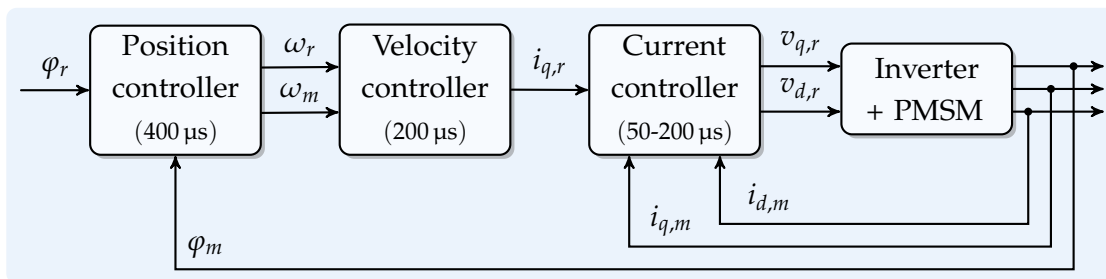 φ_r
Position
controller
(400 μs)
ω_r
ω_m
Velocity
controller
(200 μs)
i_{q,r}
Current
controller
(50-200 μs)
v_{q,r}
v_{d,r}
Inverter
+ PMSM
i_{d,m}
i_{q,m}
φ_m